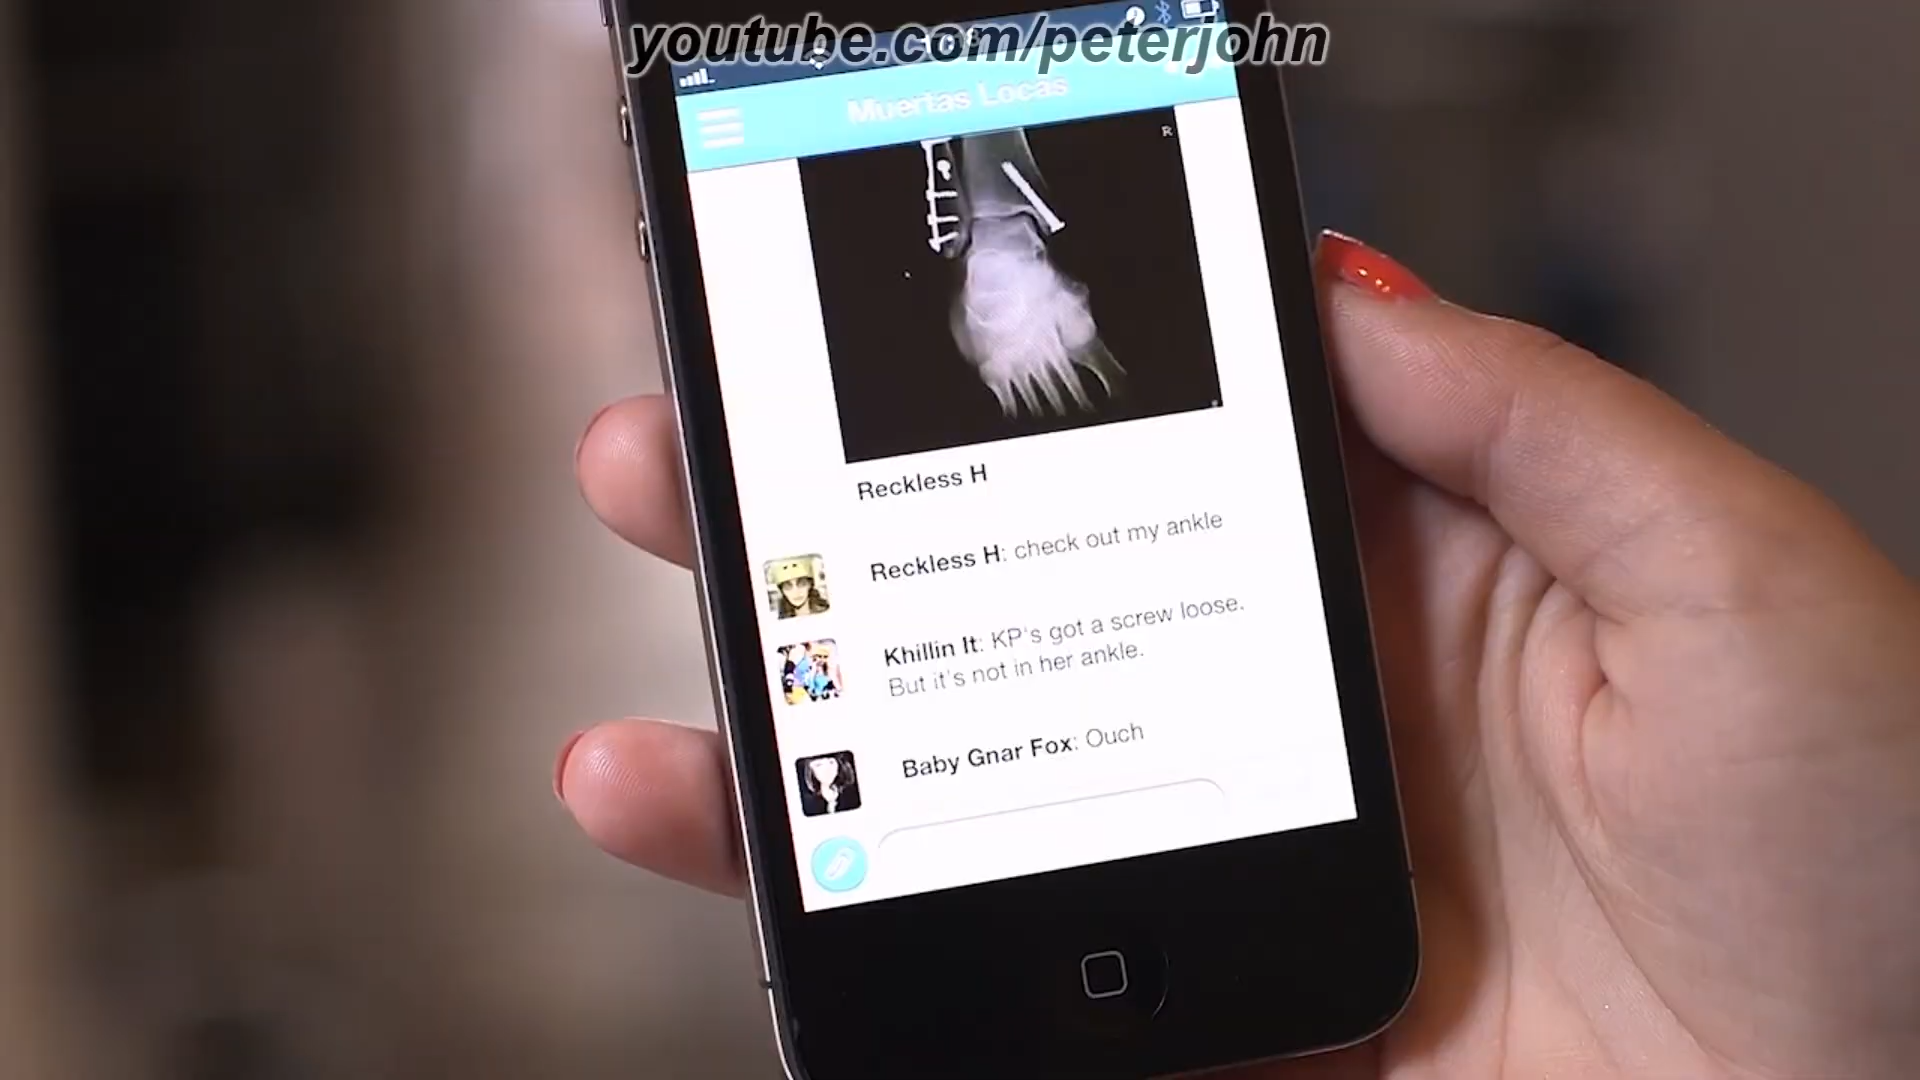 youtube.com/peterjohn
Muertas Locas
R
Reckless H
Reckless H: check out my ankle
Khillin It: KP's got a screw loose.
But it's not in her ankle.
Baby Gnar Fox: Ouch